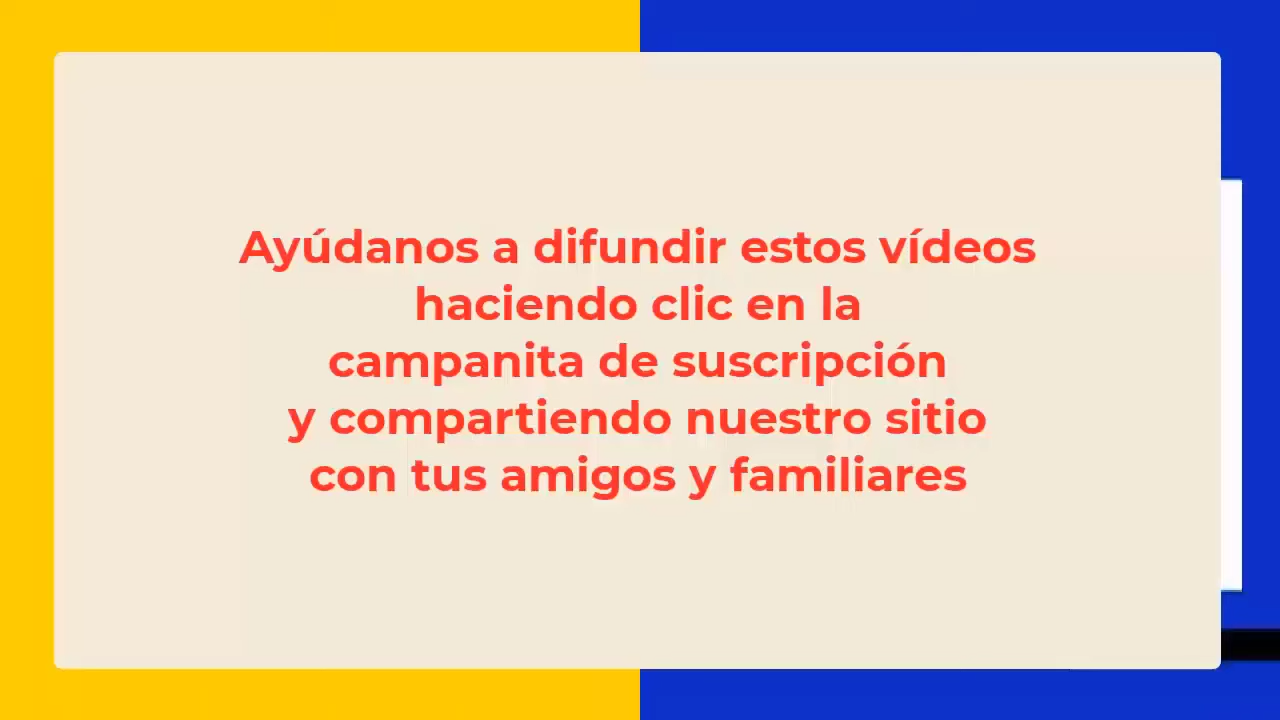 Ayúdanos a difundir estos vídeos
haciendo clic en la
campanita de suscripción
y compartiendo nuestro sitio
con tus amigos y familiares